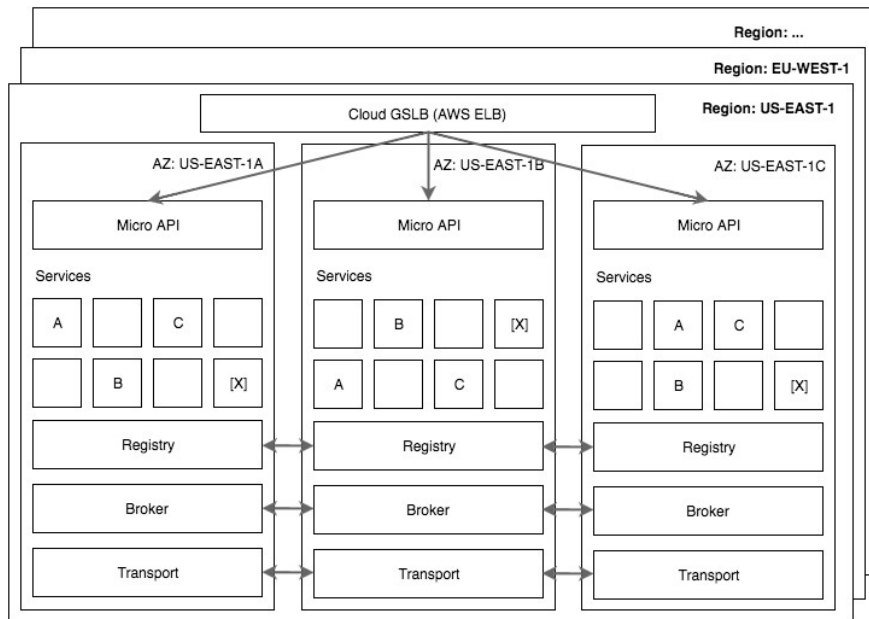 Region: ...
Region: EU-WEST-1
Region: US-EAST-1
Cloud GSLB (AWS ELB)
AZ: US-EAST-1A
AZ: US-EAST-1B
AZ: US-EAST-1C
Micro API
Micro API
Micro API
Services
Services
Services
A C
B [X]
A C
B [X]
A C
B [X]
Registry
Registry
Registry
Broker
Broker
Broker
Transport
Transport
Transport